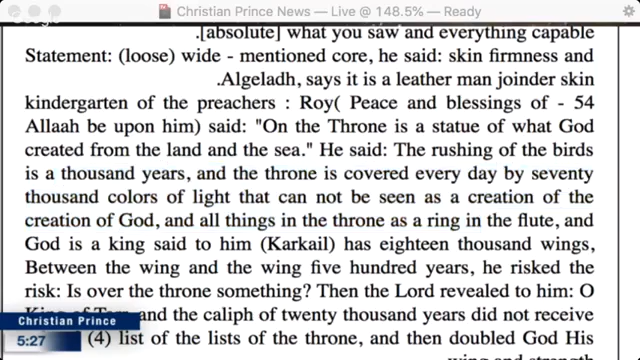 Christian Prince News — Live @ 148.5% — Ready
.[absolute] what you saw and everything capable
Statement: (loose) wide - mentioned core, he said: skin firmness and
.Algeladh, says it is a leather man joinder skin
kindergarten of the preachers : Roy( Peace and blessings of - 54
Allaah be upon him) said: "On the Throne is a statue of what God
created from the land and the sea." He said: The rushing of the birds
is a thousand years, and the throne is covered every day by seventy
thousand colors of light that can not be seen as a creation of the
creation of God, and all things in the throne as a ring in the flute, and
God is a king said to him (Karkail) has eighteen thousand wings,
Between the wing and the wing five hundred years, he risked the
risk: Is over the throne something? Then the Lord revealed to him: O
and the caliph of twenty thousand years did not receive
(4) list of the lists of the throne, and then doubled God His
wing and strength
Christian Prince
5:27